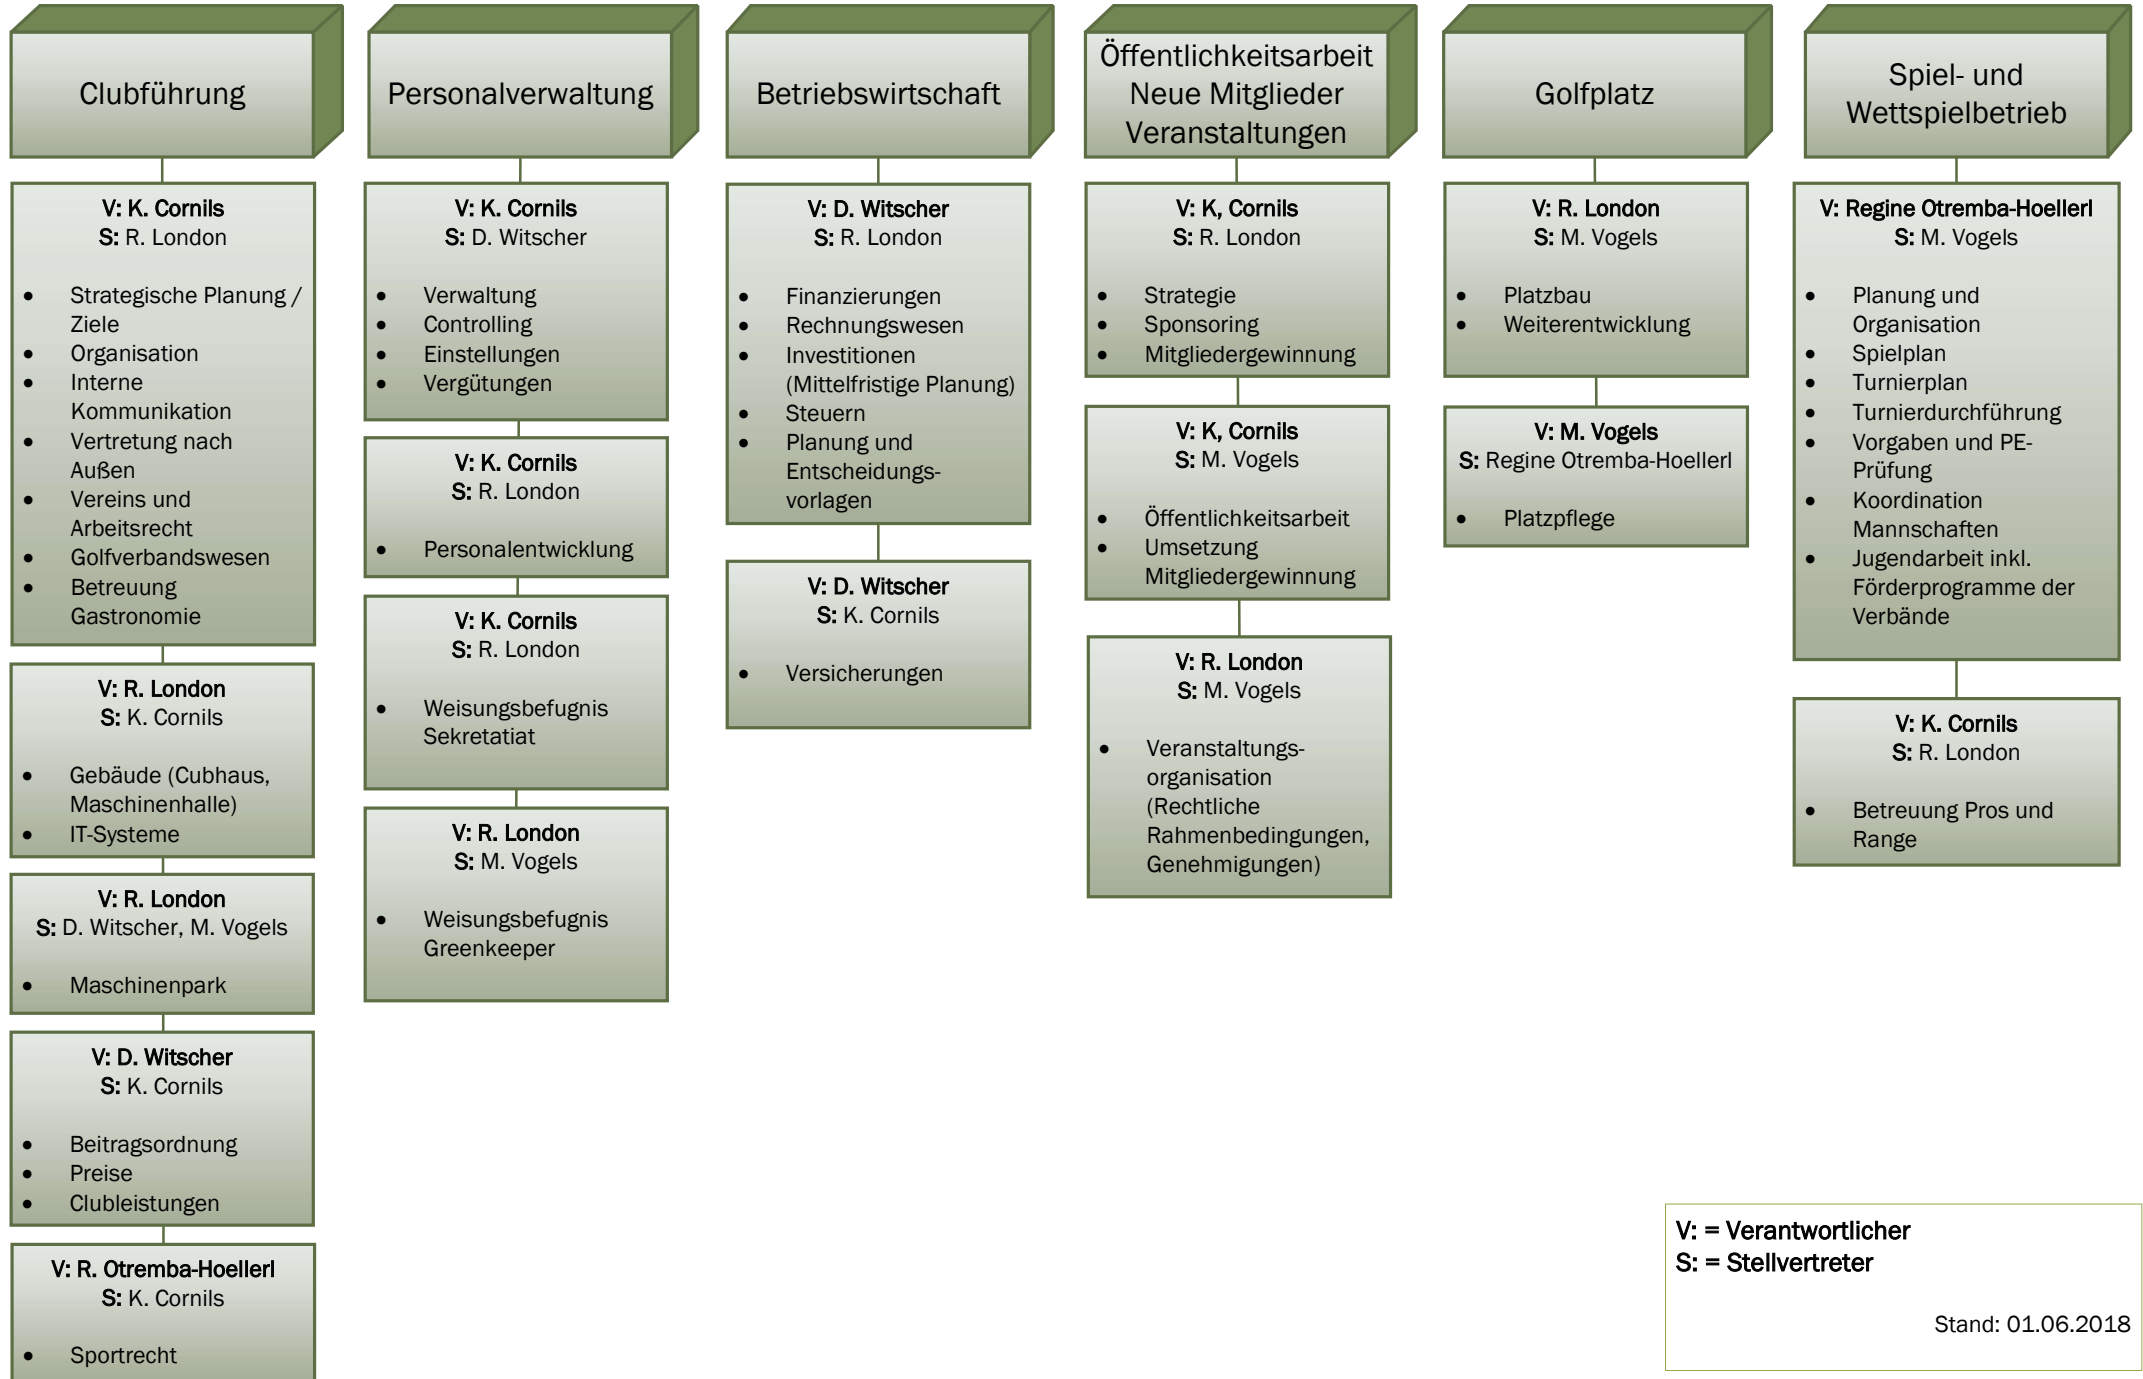 Clubführung
V: K. Cornils
S: R. London
• Strategische Planung /
Ziele
• Organisation
• Interne
Kommunikation
• Vertretung nach
Außen
• Vereins und
Arbeitsrecht
• Golfverbandswesen
• Betreuung
Gastronomie
V: R. London
S: K. Cornils
• Gebäude (Cubhaus,
Maschinenhalle)
• IT-Systeme
V: R. London
S: D. Witscher, M. Vogels
• Maschinenpark
V: D. Witscher
S: K. Cornils
• Beitragsordnung
• Preise
• Clubleistungen
V: R. Otremba-Hoellerl
S: K. Cornils
• Sportrecht
Personalverwaltung
V: K. Cornils
S: D. Witscher
• Verwaltung
• Controlling
• Einstellungen
• Vergütungen
V: K. Cornils
S: R. London
• Personalentwicklung
V: K. Cornils
S: R. London
• Weisungsbefugnis
Sekretatiat
V: R. London
S: M. Vogels
• Weisungsbefugnis
Greenkeeper
Betriebswirtschaft
V: D. Witscher
S: R. London
• Finanzierungen
• Rechnungswesen
• Investitionen
(Mittelfristige Planung)
• Steuern
• Planung und
Entscheidungs-
vorlagen
V: D. Witscher
S: K. Cornils
• Versicherungen
Öffentlichkeitsarbeit
Neue Mitglieder
Veranstaltungen
V: K, Cornils
S: R. London
• Strategie
• Sponsoring
• Mitgliedergewinnung
V: K, Cornils
S: M. Vogels
• Öffentlichkeitsarbeit
• Umsetzung
Mitgliedergewinnung
V: R. London
S: M. Vogels
• Veranstaltungs-
organisation
(Rechtliche
Rahmenbedingungen,
Genehmigungen)
Golfplatz
V: R. London
S: M. Vogels
• Platzbau
• Weiterentwicklung
V: M. Vogels
S: Regine Otremba-Hoellerl
• Platzpflege
Spiel- und
Wettspielbetrieb
V: Regine Otremba-Hoellerl
S: M. Vogels
• Planung und
Organisation
• Spielplan
• Turnierplan
• Turnierdurchführung
• Vorgaben und PE-
Prüfung
• Koordination
Mannschaften
• Jugendarbeit inkl.
Förderprogramme der
Verbände
V: K. Cornils
S: R. London
• Betreuung Pros und
Range
V: = Verantwortlicher
S: = Stellvertreter
Stand: 01.06.2018